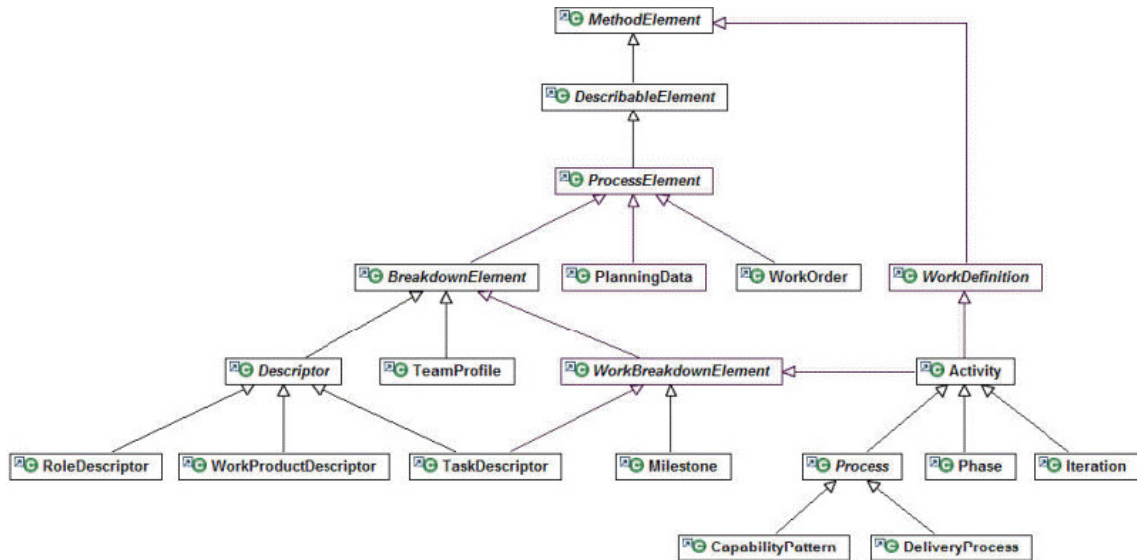 MethodElement
DescribableElement
ProcessElement
BreakdownElement
PlanningData
WorkOrder
WorkDefinition
Descriptor
TeamProfile
WorkBreakdownElement
Activity
RoleDescriptor
WorkProductDescriptor
TaskDescriptor
Milestone
Process
Phase
Iteration
CapabilityPattern
DeliveryProcess